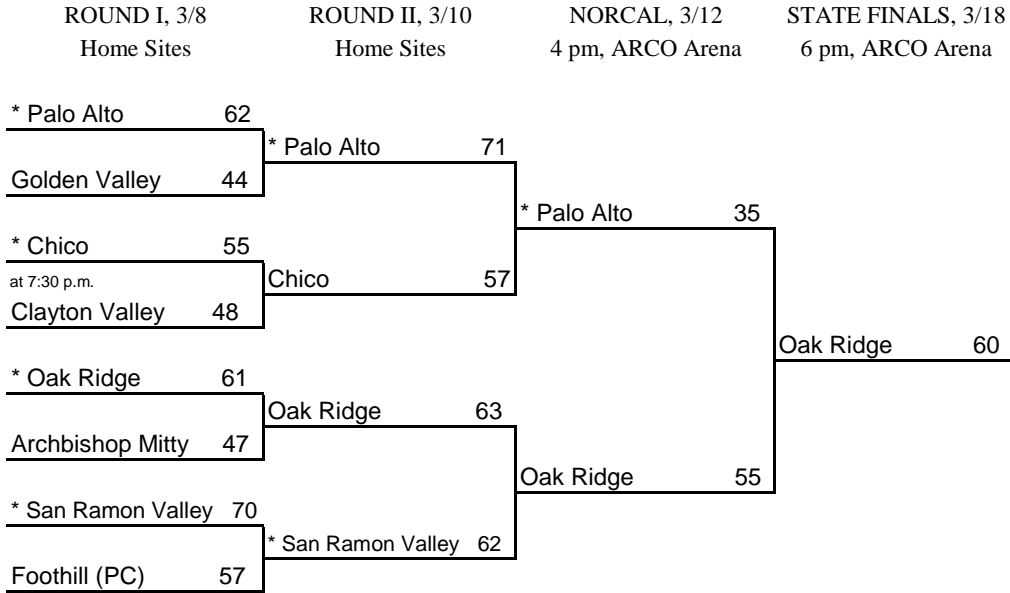 ROUND I, 3/8 ROUND II, 3/10 NORCAL, 3/12 STATE FINALS, 3/18
Home Sites Home Sites 4 pm, ARCO Arena 6 pm, ARCO Arena
* Palo Alto 62
* Palo Alto 71
Golden Valley 44
* Palo Alto 35
* Chico 55
at 7:30 p.m.
Chico 57
Clayton Valley 48
Oak Ridge 60
* Oak Ridge 61
Oak Ridge 63
Archbishop Mitty 47
Oak Ridge 55
* San Ramon Valley 70
* San Ramon Valley 62
Foothill (PC) 57